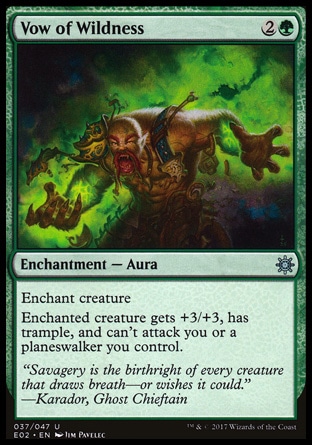 Vow of Wildness 2
Enchantment — Aura
Enchant creature
Enchanted creature gets +3/+3, has
trample, and can't attack you or a
planeswalker you control.
“Savagery is the birthright of every creature
that draws breath—or wishes it could.”
—Karador, Ghost Chieftain
037/047 U
E02 • EN Jim Pavelec
™ & © 2017 Wizards of the Coast